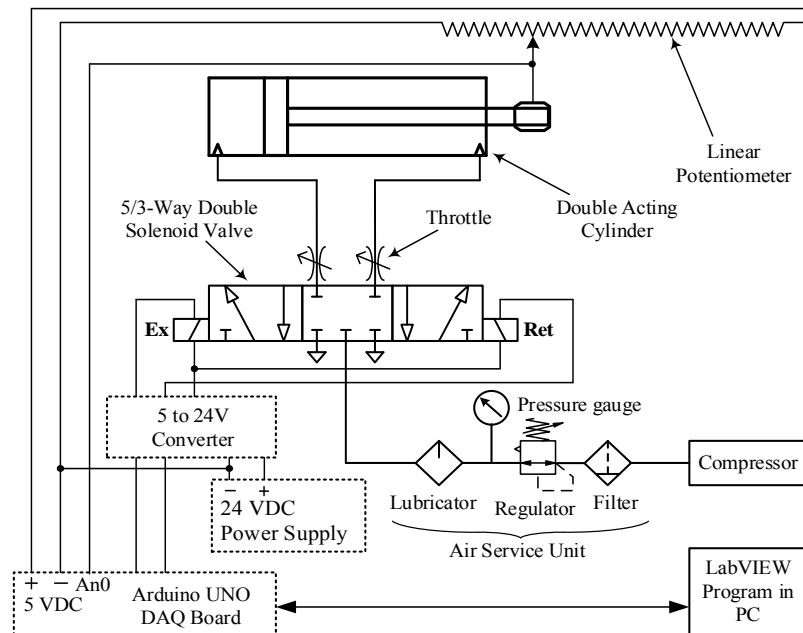 Linear
Potentiometer
5/3-Way Double
Solenoid Valve
Throttle
Double Acting
Cylinder
Ex
Ret
5 to 24V
Converter
Pressure gauge
Compressor
Lubricator
Regulator
Filter
− +
24 VDC
Power Supply
Air Service Unit
+ − An0
5 VDC
Arduino UNO
DAQ Board
LabVIEW
Program in
PC